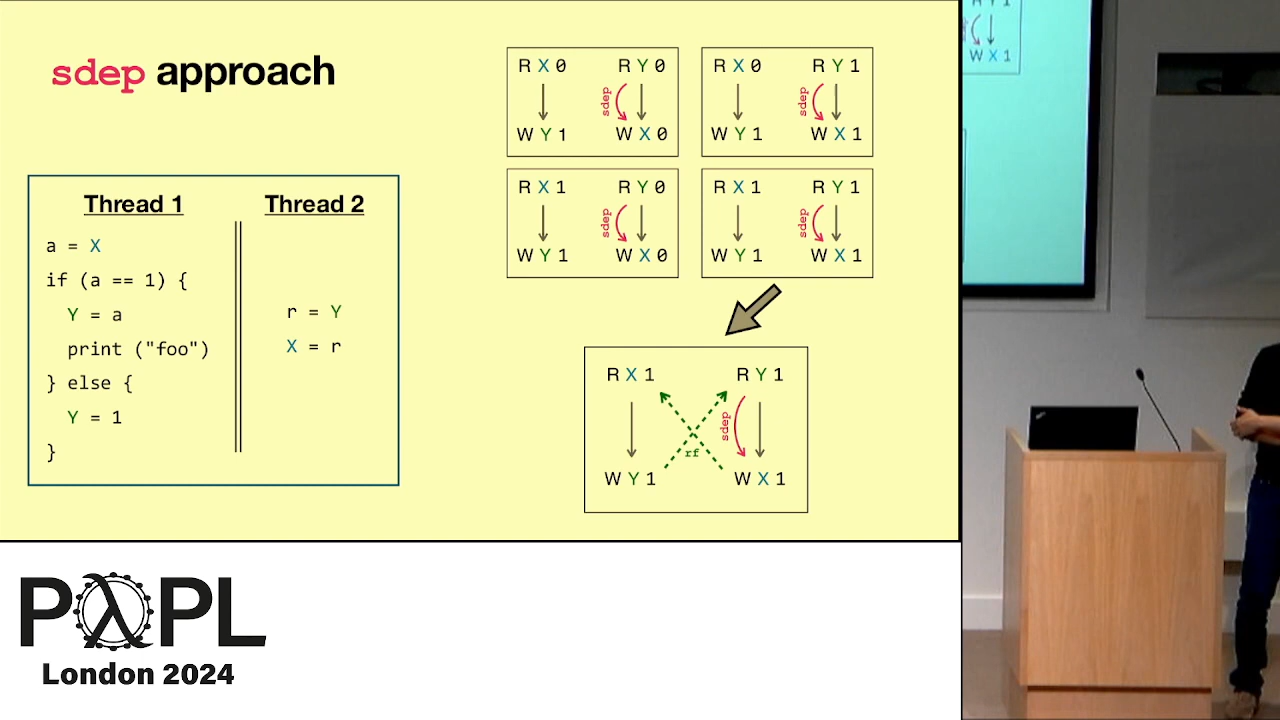 sdep approach
Thread 1
a = X
if (a == 1) {
Y = a
print ("foo")
} else {
Y = 1
}
Thread 2
r = Y
X = r
R X 0 R Y 0
sdep
W Y 1 W X 0
R X 0 R Y 1
sdep
W Y 1 W X 1
R X 1 R Y 0
sdep
W Y 1 W X 0
R X 1 R Y 1
sdep
W Y 1 W X 1
R X 1 R Y 1
sdep
rf
W Y 1 W X 1
PλPL
London 2024
W X 1